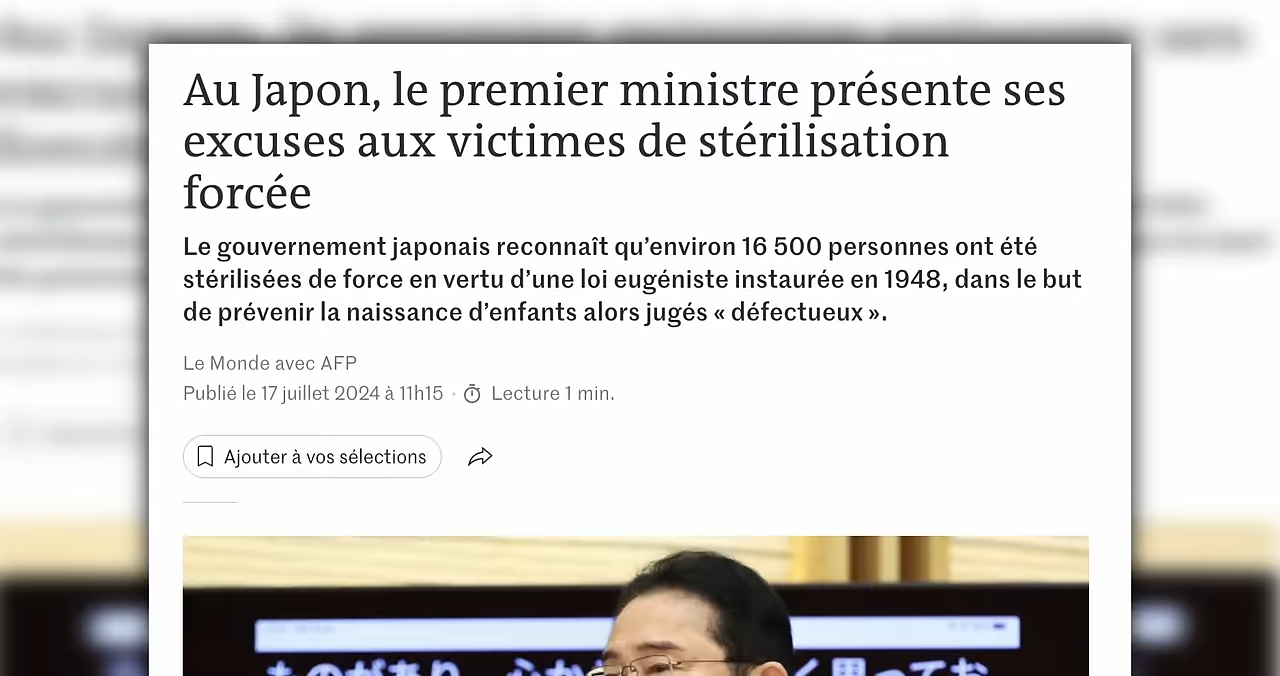 Au Japon, le premier ministre présente ses
excuses aux victimes de stérilisation
forcée
Le gouvernement japonais reconnaît qu’environ 16 500 personnes ont été
stérilisées de force en vertu d’une loi eugéniste instaurée en 1948, dans le but
de prévenir la naissance d’enfants alors jugés « défectueux ».
Le Monde avec AFP
Publié le 17 juillet 2024 à 11h15 • Lecture 1 min.
Ajouter à vos sélections